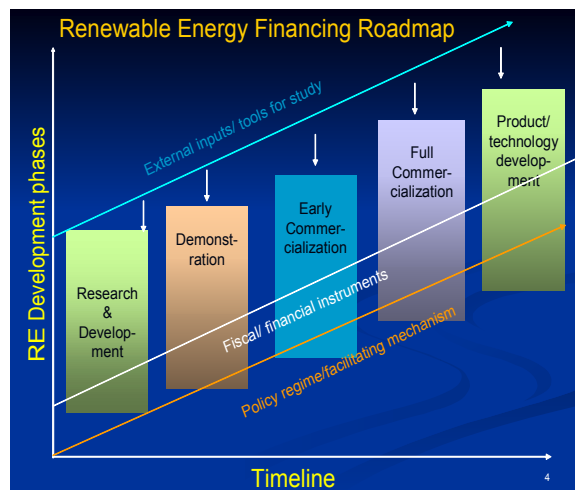 Renewable Energy Financing Roadmap
RE Development phases
External inputs/ tools for study
Product/
technology
develop-
ment
Full
Commer-
cialization
Early
Commer-
cialization
Demonst-
ration
Research
&
Develop-
ment
Fiscal/ financial instruments
Policy regime/facilitating mechanism
Timeline
4